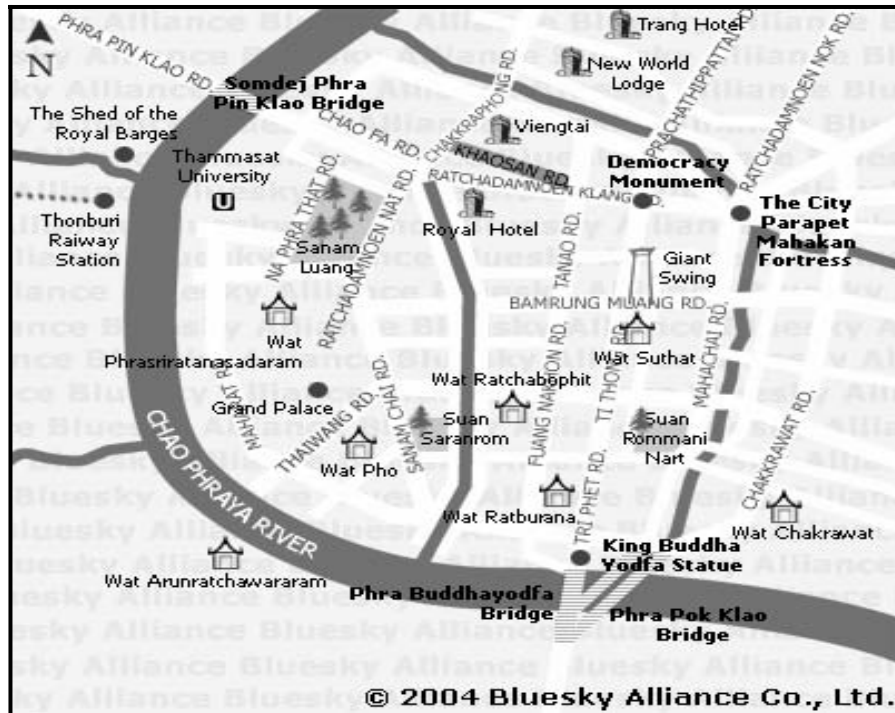 Trang Hotel
PHRA PIN KLAO RD.
N
New World
Lodge
PRACHATHIPPATAI RD.
RATCHADAMNOEN NOK RD.
Somdej Phra
Pin Klao Bridge
CHAKKRAPHONG RD.
The Shed of the
Royal Barges
CHAO FA RD.
Viengtai
KHAOSAN RD.
Thammasat
University
Democracy
Monument
RATCHADAMNOEN KLANG RD.
U
Thonburi
Raiway
Station
NA PHRA THAT RD.
RATCHADAMNOEN NAI RD.
Sanam
Luang
Royal Hotel
TANAO RD.
The City
Parapet
Mahakan
Fortress
Giant
Swing
BAMRUNG MUANG RD.
Wat
Phrasriratanasadaram
Wat Suthat
MAHACHAI RD.
MAHARAT RD.
Grand Palace
Wat Ratchabophit
THAIWANG RD.
SANAM CHAI RD.
Suan
Saranrom
FUANG NAKHON RD.
TI THONG RD.
Suan
Rommani
Nart
CHAKKRAWAT RD.
Wat Pho
CHAO PHRAYA RIVER
Wat Ratburana
TRI PHET RD.
Wat Chakrawat
Wat Arunratchawararam
King Buddha
Yodfa Statue
Phra Buddhayodfa
Bridge
Phra Pok Klao
Bridge
© 2004 Bluesky Alliance Co., Ltd.